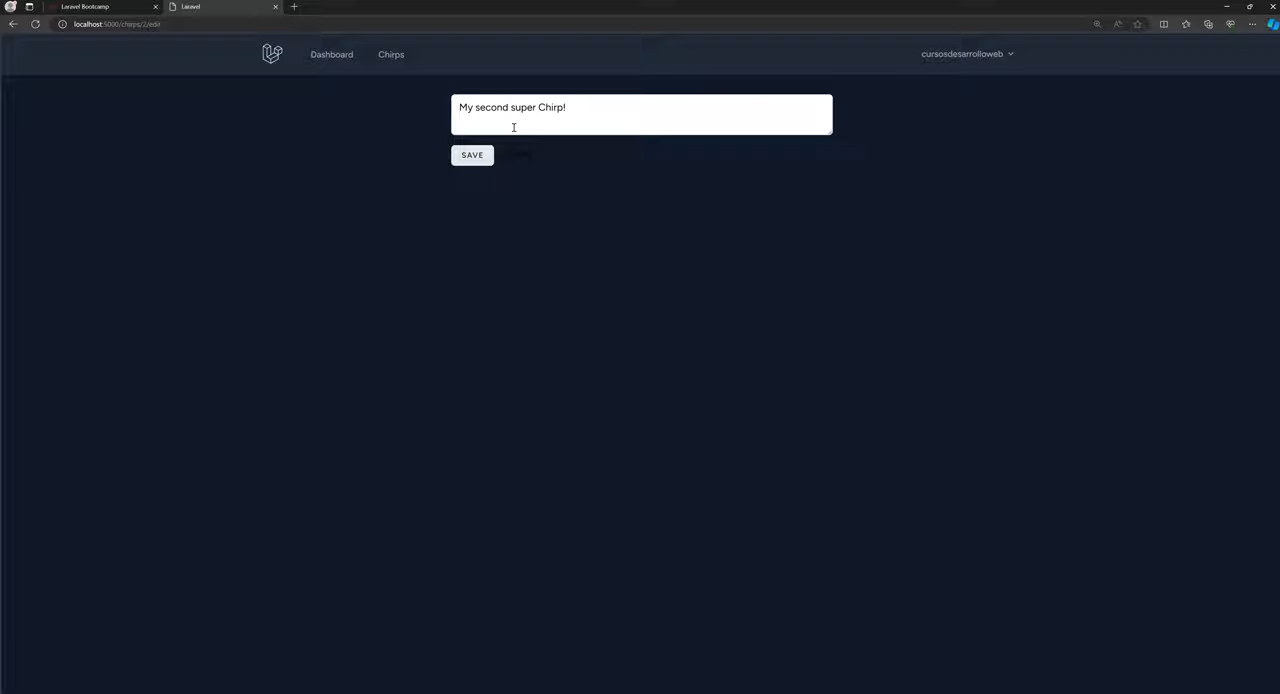 Laravel Bootcamp
Laravel
localhost:5000/chirps/2/edit
Dashboard
Chirps
cursosdesarrolloweb
My second super Chirp!
SAVE